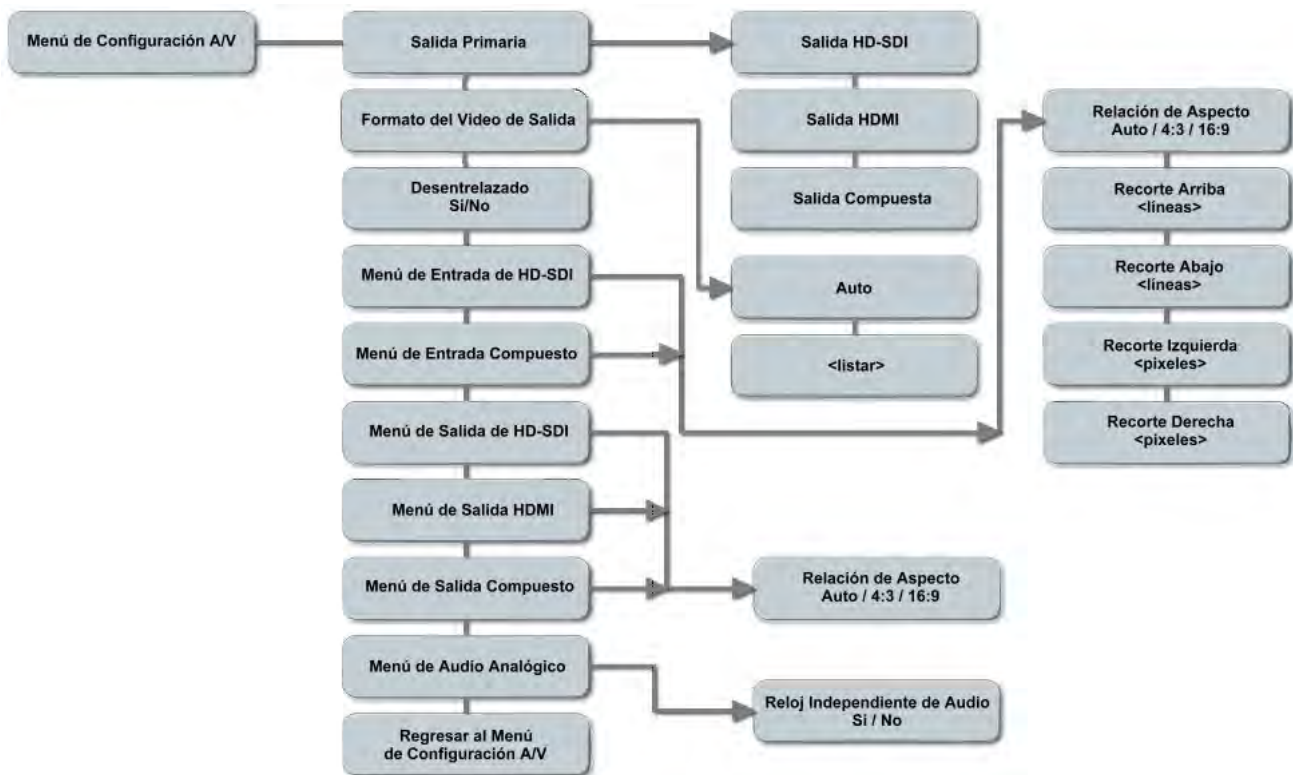 Menú de Configuración A/V
Salida Primaria
Formato del Video de Salida
Desentrelazado
Si/No
Menú de Entrada de HD-SDI
Menú de Entrada Compuesto
Menú de Salida de HD-SDI
Menú de Salida HDMI
Menú de Salida Compuesto
Menú de Audio Analógico
Regresar al Menú
de Configuración A/V
Salida HD-SDI
Salida HDMI
Salida Compuesta
Auto
<listar>
Relación de Aspecto
Auto / 4:3 / 16:9
Reloj Independiente de Audio
Si / No
Relación de Aspecto
Auto / 4:3 / 16:9
Recorte Arriba
<líneas>
Recorte Abajo
<líneas>
Recorte Izquierda
<pixeles>
Recorte Derecha
<pixeles>